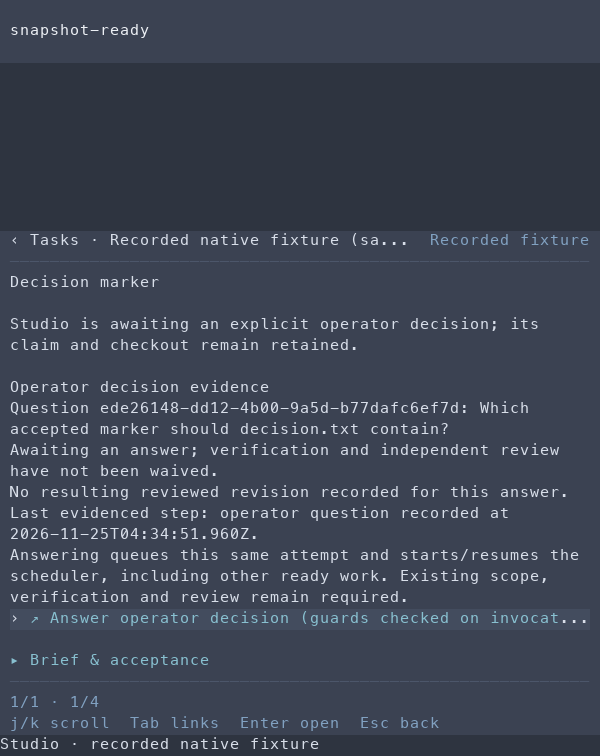 snapshot-ready
‹ Tasks · Recorded native fixture (sa... Recorded fixture
Decision marker
Studio is awaiting an explicit operator decision; its
claim and checkout remain retained.
Operator decision evidence
Question ede26148-dd12-4b00-9a5d-b77dafc6ef7d: Which
accepted marker should decision.txt contain?
Awaiting an answer; verification and independent review
have not been waived.
No resulting reviewed revision recorded for this answer.
Last evidenced step: operator question recorded at
2026-11-25T04:34:51.960Z.
Answering queues this same attempt and starts/resumes the
scheduler, including other ready work. Existing scope,
verification and review remain required.
› ↗ Answer operator decision (guards checked on invocat...
▸ Brief & acceptance
1/1 · 1/4
j/k scroll  Tab links  Enter open  Esc back
Studio · recorded native fixture